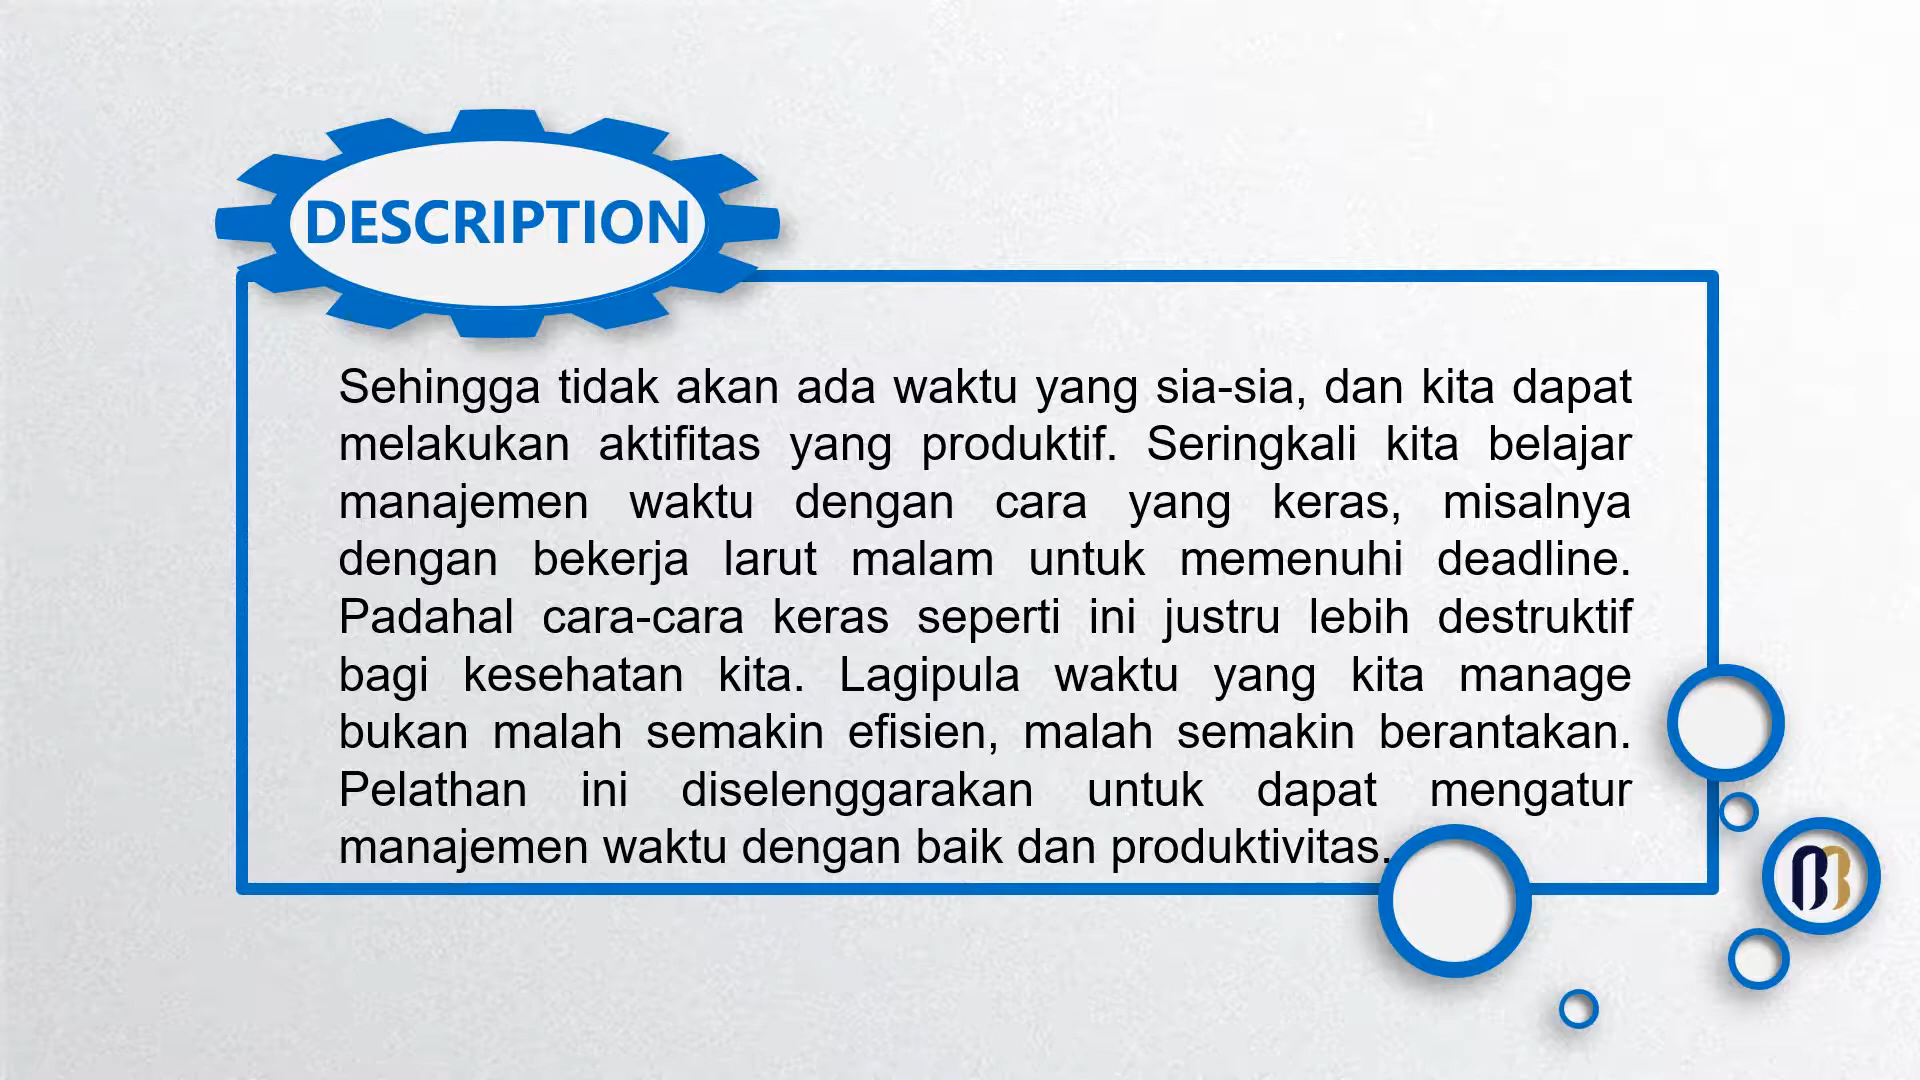 DESCRIPTION
Sehingga tidak akan ada waktu yang sia-sia, dan kita dapat
melakukan aktifitas yang produktif. Seringkali kita belajar
manajemen waktu dengan cara yang keras, misalnya
dengan bekerja larut malam untuk memenuhi deadline.
Padahal cara-cara keras seperti ini justru lebih destruktif
bagi kesehatan kita. Lagipula waktu yang kita manage
bukan malah semakin efisien, malah semakin berantakan.
Pelathan ini diselenggarakan untuk dapat mengatur
manajemen waktu dengan baik dan produktivitas.